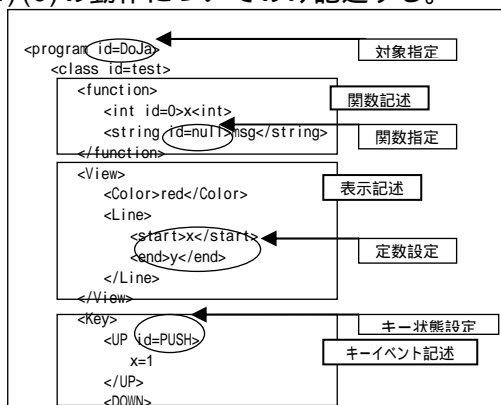 )の動作についてのみ記述する。
<program id=DoJa> 対象指定
<class id=test>
<function> 関数記述
<int id=0>x<int>
<string id=null>msg</string> 関数指定
</function>
<View> 表示記述
<Color>red</Color>
<Line>
<start>x</start>
<end>y</end> 定数設定
</Line>
</View>
<Key> キー状態設定
<UP id=PUSH> キーイベント記述
x=1
</UP>
<DOWN>